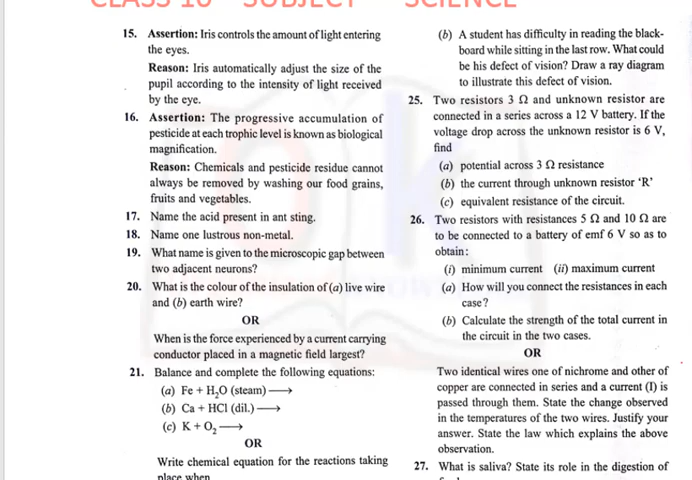 CLASS 10 SUBJECT SCIENCE
15. Assertion: Iris controls the amount of light entering
the eyes.
Reason: Iris automatically adjust the size of the
pupil according to the intensity of light received
by the eye.
16. Assertion: The progressive accumulation of
pesticide at each trophic level is known as biological
magnification.
Reason: Chemicals and pesticide residue cannot
always be removed by washing our food grains,
fruits and vegetables.
17. Name the acid present in ant sting.
18. Name one lustrous non-metal.
19. What name is given to the microscopic gap between
two adjacent neurons?
20. What is the colour of the insulation of (a) live wire
and (b) earth wire?
OR
When is the force experienced by a current carrying
conductor placed in a magnetic field largest?
21. Balance and complete the following equations:
(a) Fe + H₂O (steam) ⟶
(b) Ca + HCl (dil.) ⟶
(c) K + O₂ ⟶
OR
Write chemical equation for the reactions taking
place when
(b) A student has difficulty in reading the black-
board while sitting in the last row. What could
be his defect of vision? Draw a ray diagram
to illustrate this defect of vision.
25. Two resistors 3 Ω and unknown resistor are
connected in a series across a 12 V battery. If the
voltage drop across the unknown resistor is 6 V,
find
(a) potential across 3 Ω resistance
(b) the current through unknown resistor ‘R’
(c) equivalent resistance of the circuit.
26. Two resistors with resistances 5 Ω and 10 Ω are
to be connected to a battery of emf 6 V so as to
obtain:
(i) minimum current (ii) maximum current
(a) How will you connect the resistances in each
case?
(b) Calculate the strength of the total current in
the circuit in the two cases.
OR
Two identical wires one of nichrome and other of
copper are connected in series and a current (I) is
passed through them. State the change observed
in the temperatures of the two wires. Justify your
answer. State the law which explains the above
observation.
27. What is saliva? State its role in the digestion of